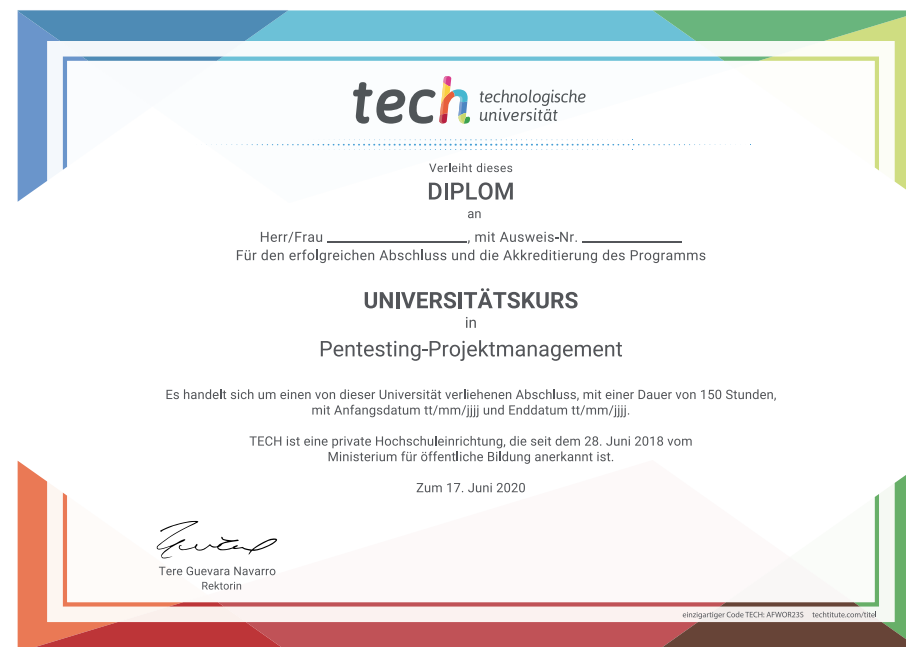 tech technologische
universität
Verleiht dieses
DIPLOM
an
Herr/Frau ________________, mit Ausweis-Nr. ____________
Für den erfolgreichen Abschluss und die Akkreditierung des Programms
UNIVERSITÄTSKURS
in
Pentesting-Projektmanagement
Es handelt sich um einen von dieser Universität verliehenen Abschluss, mit einer Dauer von 150 Stunden,
mit Anfangsdatum tt/mm/jjjj und Enddatum tt/mm/jjjj.
TECH ist eine private Hochschuleinrichtung, die seit dem 28. Juni 2018 vom
Ministerium für öffentliche Bildung anerkannt ist.
Zum 17. Juni 2020
Tere Guevara Navarro
Rektorin
einzigartiger Code TECH: AFWOR23S techtitute.com/titel